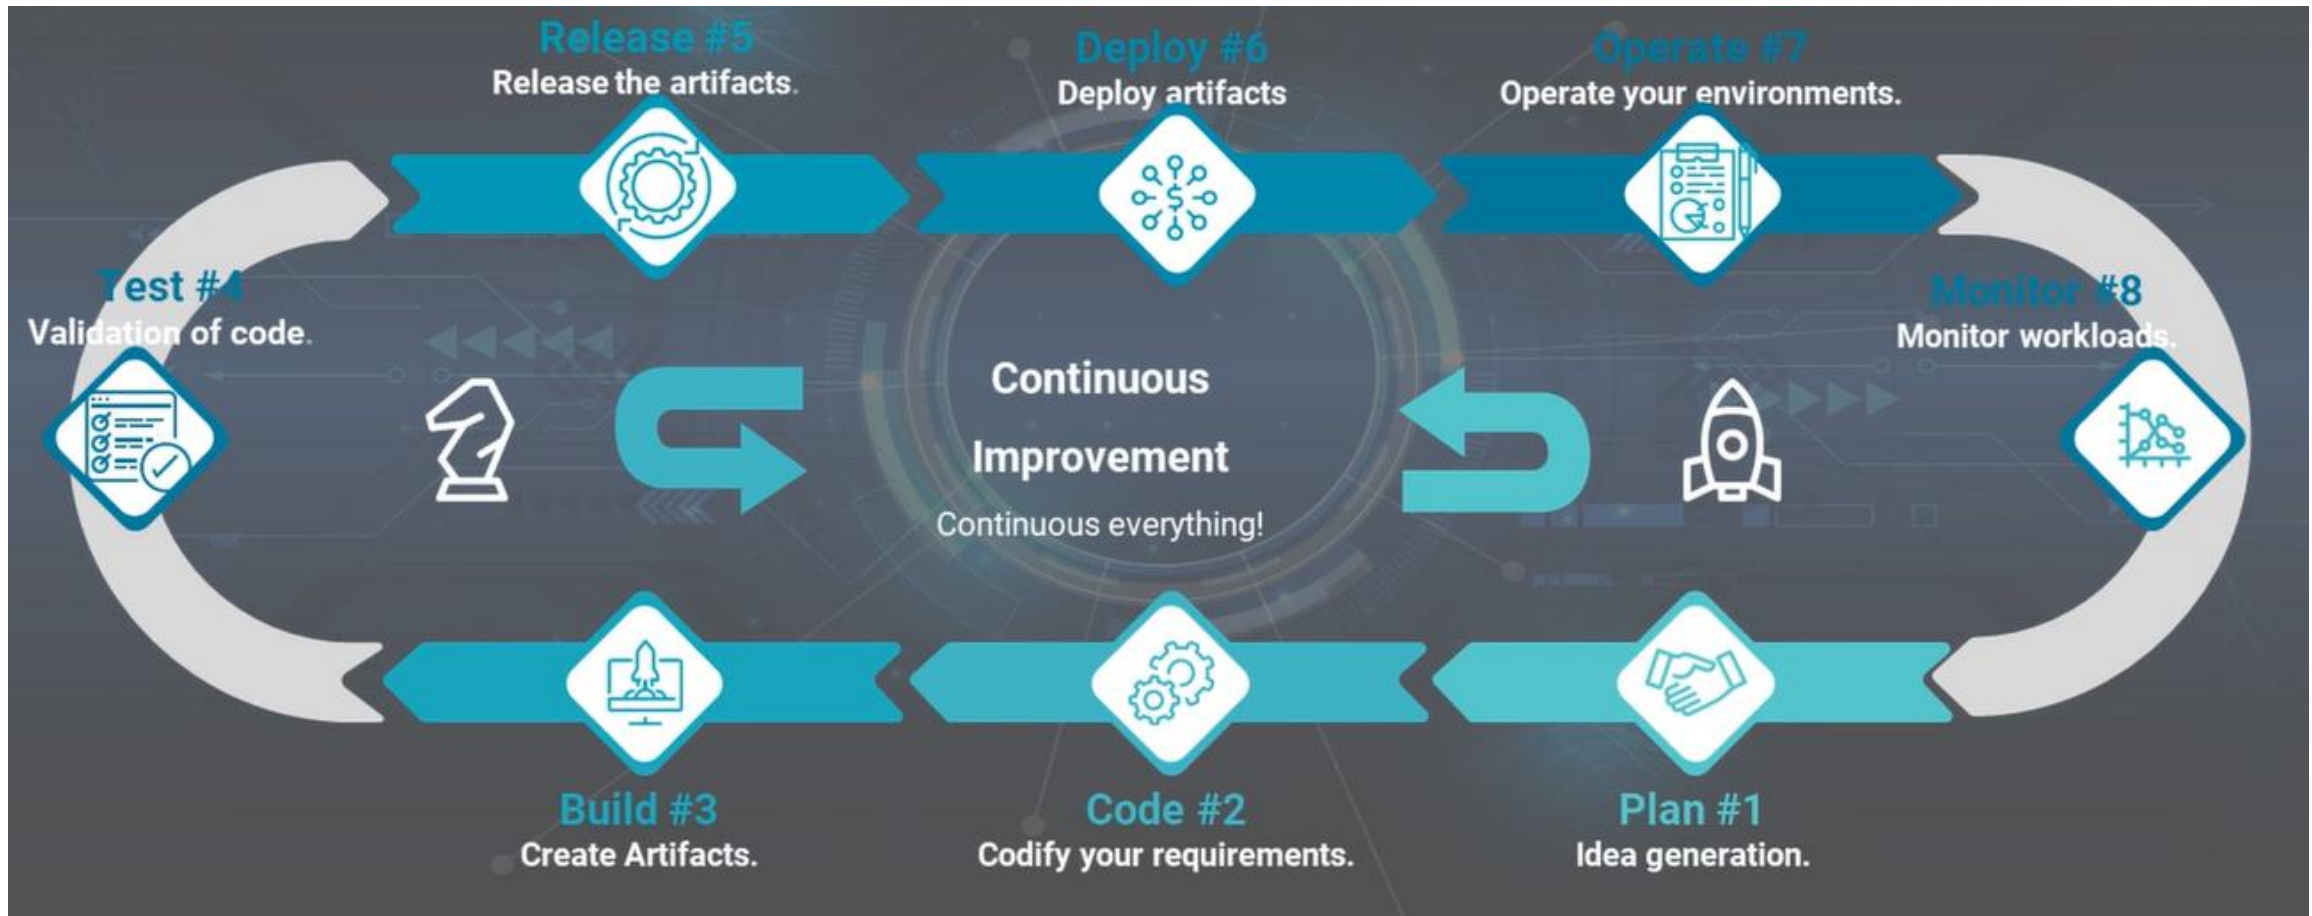 Release #5
Release the artifacts.
Deploy #6
Deploy artifacts
Operate #7
Operate your environments.
Test #4
Validation of code.
Monitor #8
Monitor workloads.
Continuous
Improvement
Continuous everything!
Build #3
Create Artifacts.
Code #2
Codify your requirements.
Plan #1
Idea generation.